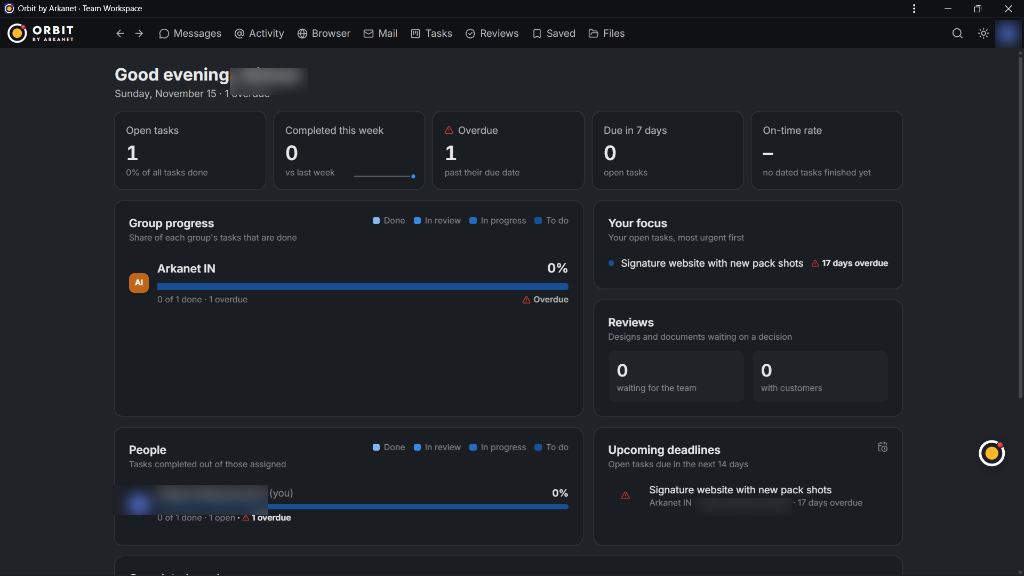 Orbit by Arkanet · Team Workspace
ORBIT
BY ARKANET
Messages
Activity
Browser
Mail
Tasks
Reviews
Saved
Files
Good evening
Sunday, November 15 · 1 overdue
Open tasks
1
0% of all tasks done
Completed this week
0
vs last week
Overdue
1
past their due date
Due in 7 days
0
open tasks
On-time rate
–
no dated tasks finished yet
Group progress
Share of each group's tasks that are done
Done
In review
In progress
To do
AI
Arkanet IN
0%
0 of 1 done · 1 overdue
Overdue
Your focus
Your open tasks, most urgent first
Signature website with new pack shots
17 days overdue
Reviews
Designs and documents waiting on a decision
0
waiting for the team
0
with customers
People
Tasks completed out of those assigned
Done
In review
In progress
To do
(you)
0%
0 of 1 done · 1 open • 1 overdue
Upcoming deadlines
Open tasks due in the next 14 days
Signature website with new pack shots
Arkanet IN
· 17 days overdue